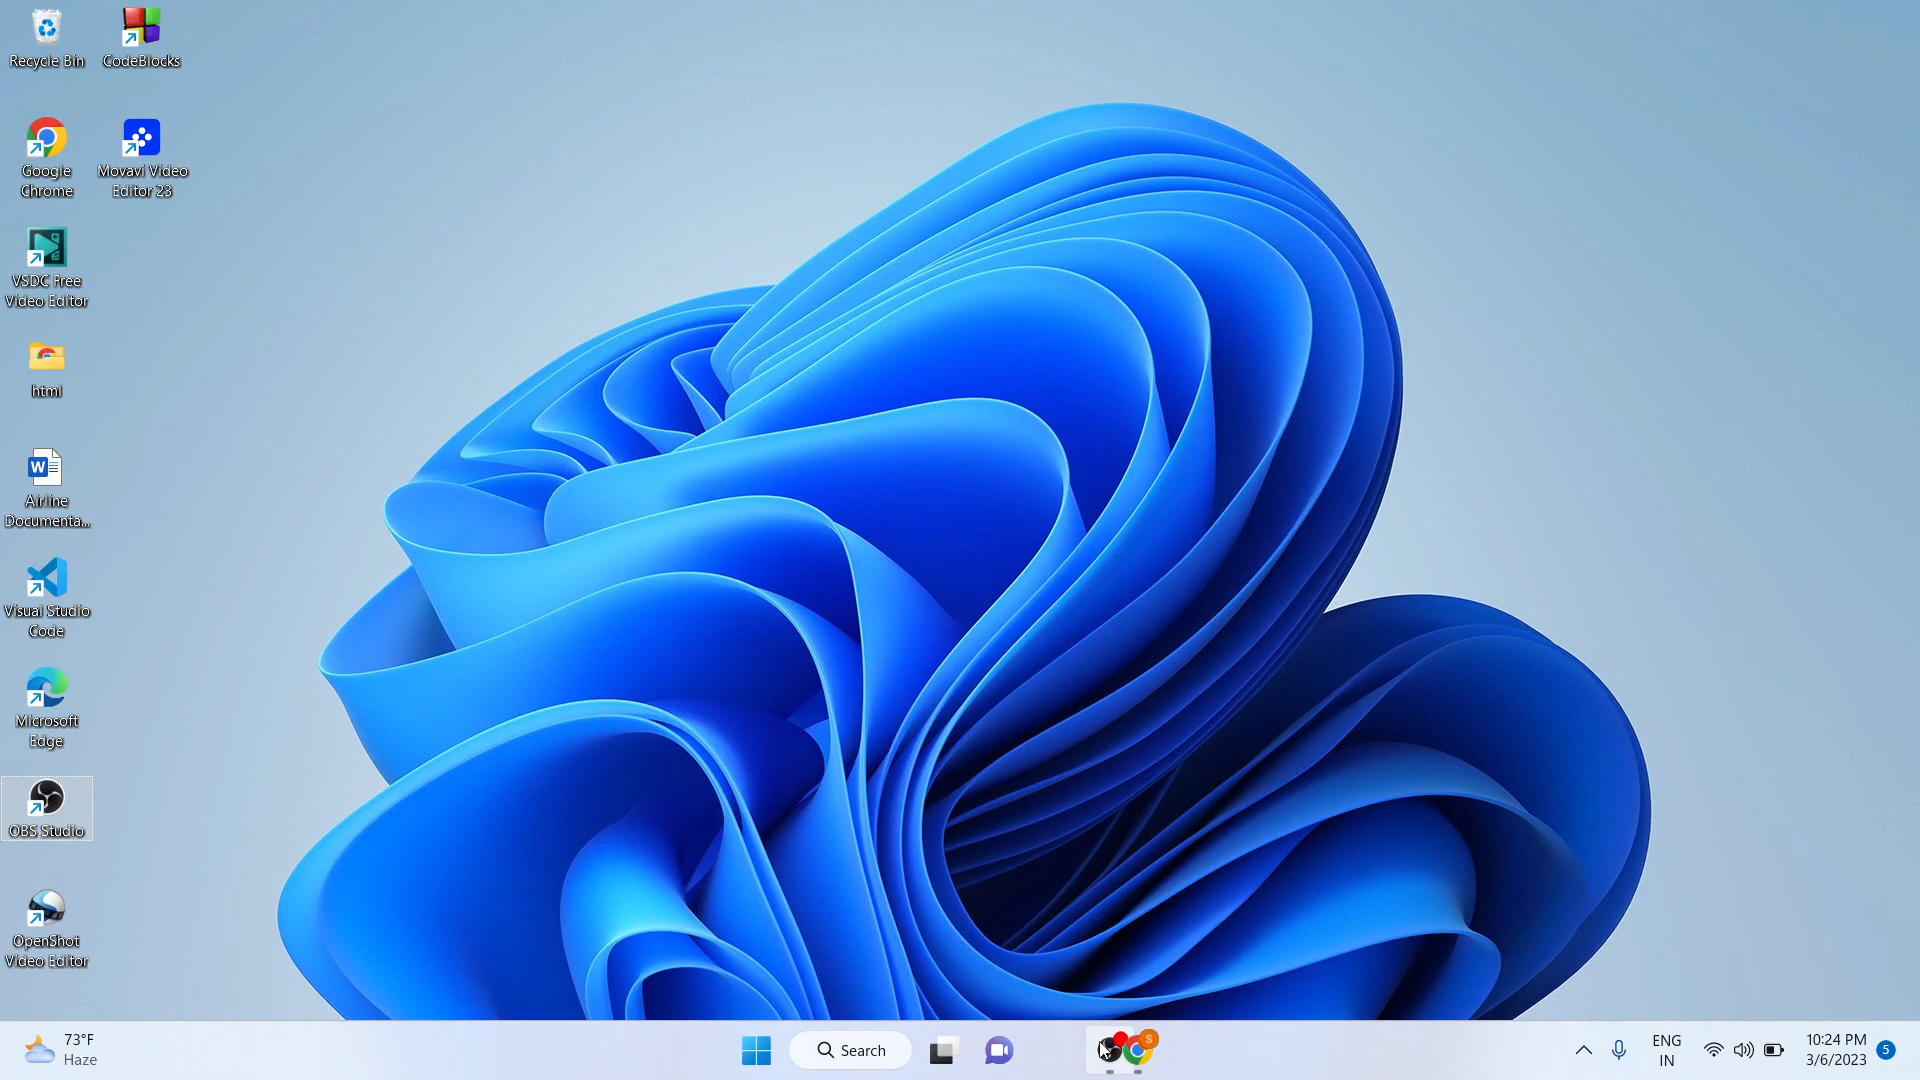 Recycle Bin
CodeBlocks
Google
Chrome
Movavi Video
Editor 23
VSDC Free
Video Editor
html
W
Airline
Documenta...
Visual Studio
Code
Microsoft
Edge
OBS Studio
OpenShot
Video Editor
73°F
Haze
Search
S
ENG
IN
10:24 PM
3/6/2023
5